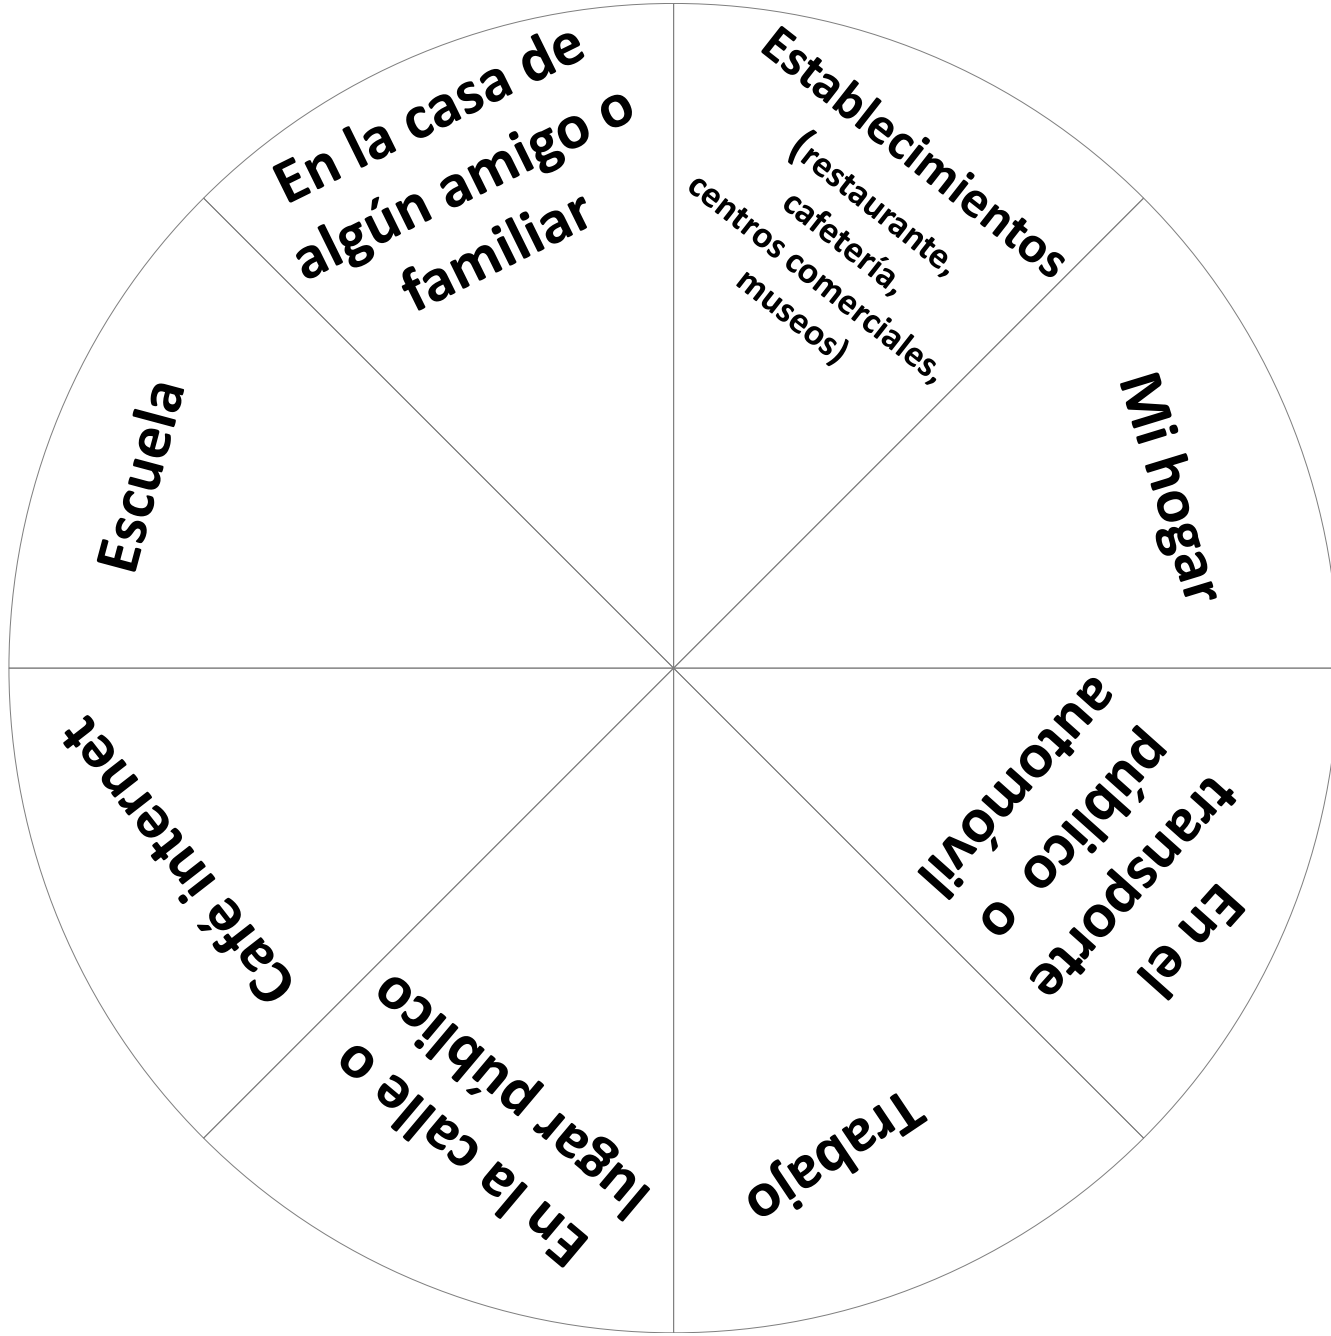 En la casa de
algún amigo o
familiar
Establecimientos
(restaurante,
cafetería,
centros comerciales,
museos)
Mi hogar
En el
transporte
público o
automóvil
Trabajo
En la calle o
lugar público
Café internet
Escuela